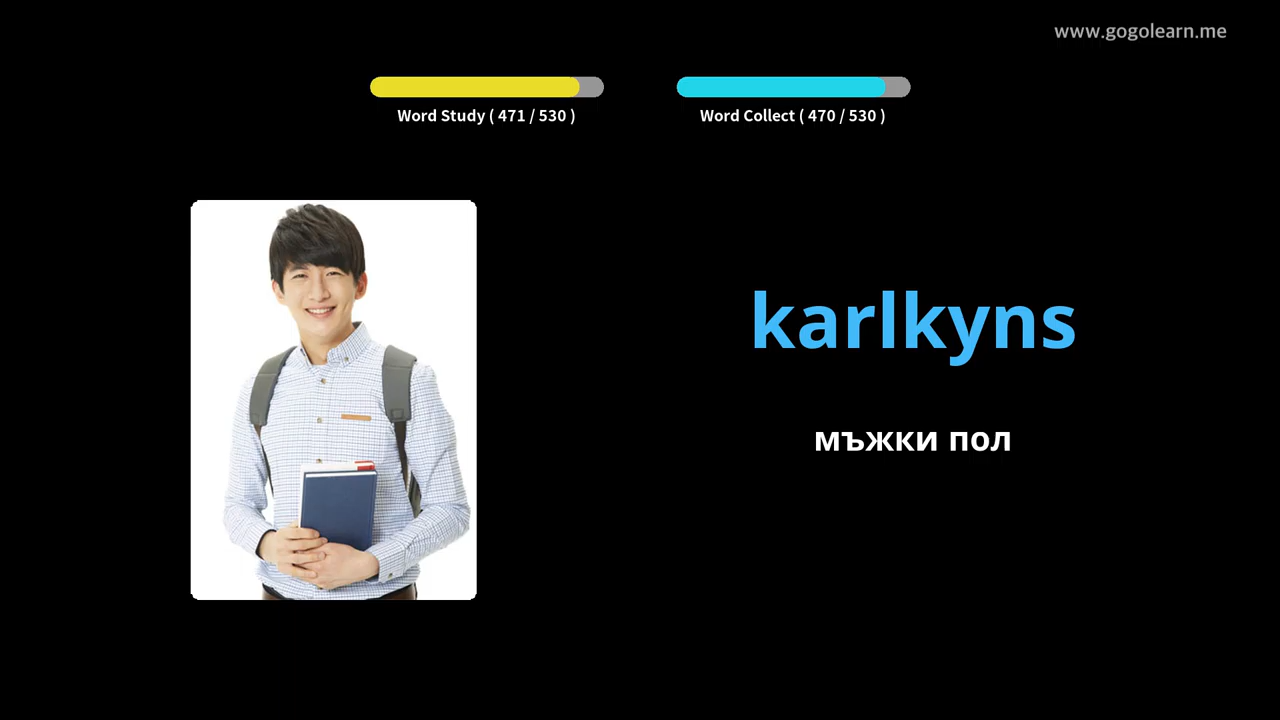 www.gogolearn.me
Word Study ( 471 / 530 )
Word Collect ( 470 / 530 )
karlkyns
мъжки пол